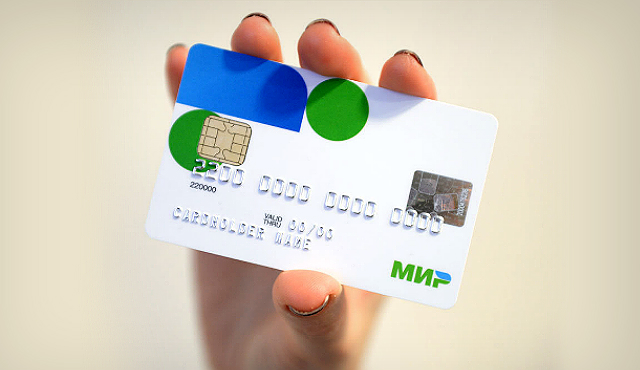 2200 0000 0000 0000
220000
VALID
THRU 00/00
CARDHOLDER NAME
МИР